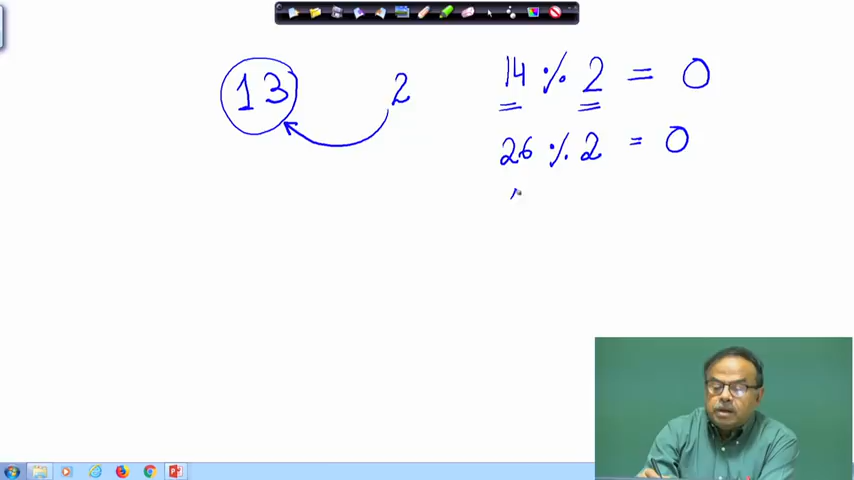 13 2
14 % 2 = 0
26 % 2 = 0